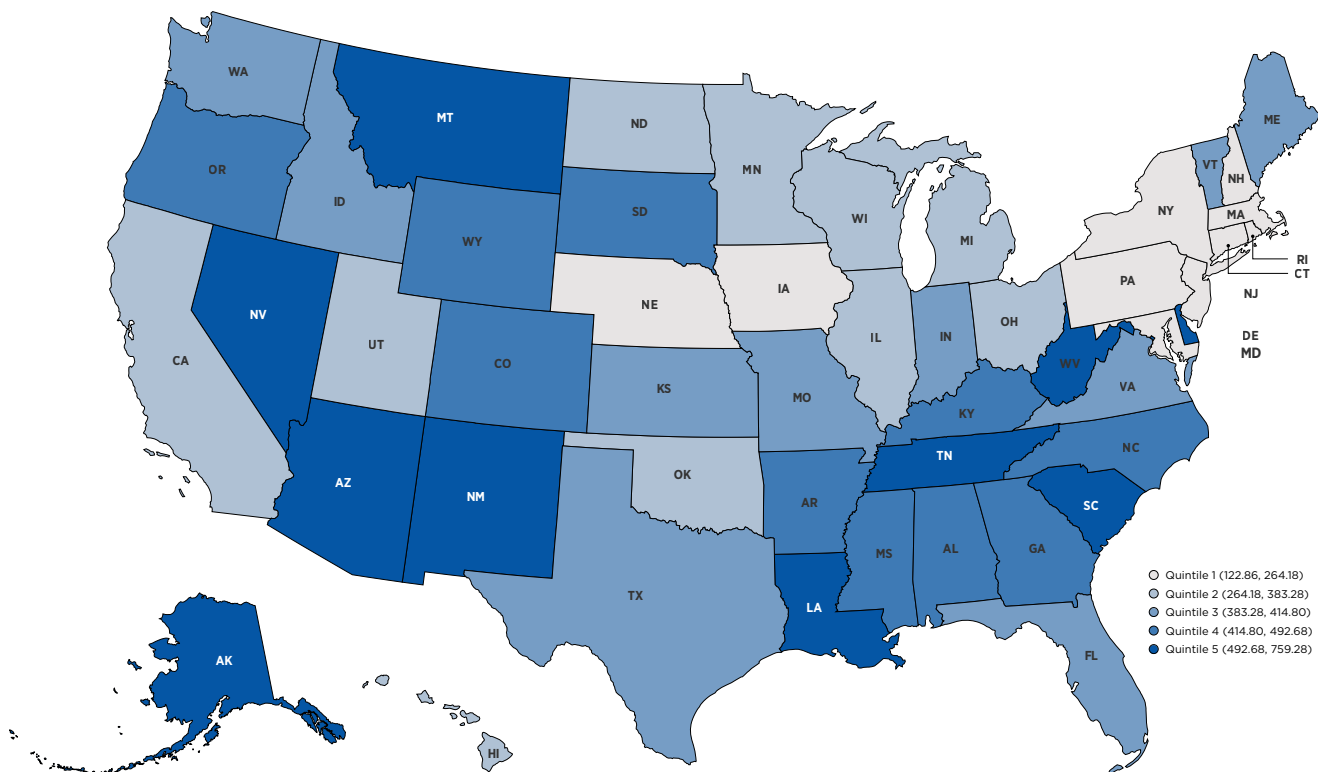 WA
MT
ND
MN
ME
VT
NH
OR
ID
SD
WI
MI
NY
MA
WY
RI
CT
NE
IA
PA
NJ
NV
UT
CO
IL
IN
OH
DE
MD
CA
KS
MO
WV
VA
KY
NC
AZ
NM
OK
AR
TN
SC
TX
MS
AL
GA
LA
FL
AK
HI
Quintile 1 (122.86, 264.18)
Quintile 2 (264.18, 383.28)
Quintile 3 (383.28, 414.80)
Quintile 4 (414.80, 492.68)
Quintile 5 (492.68, 759.28)